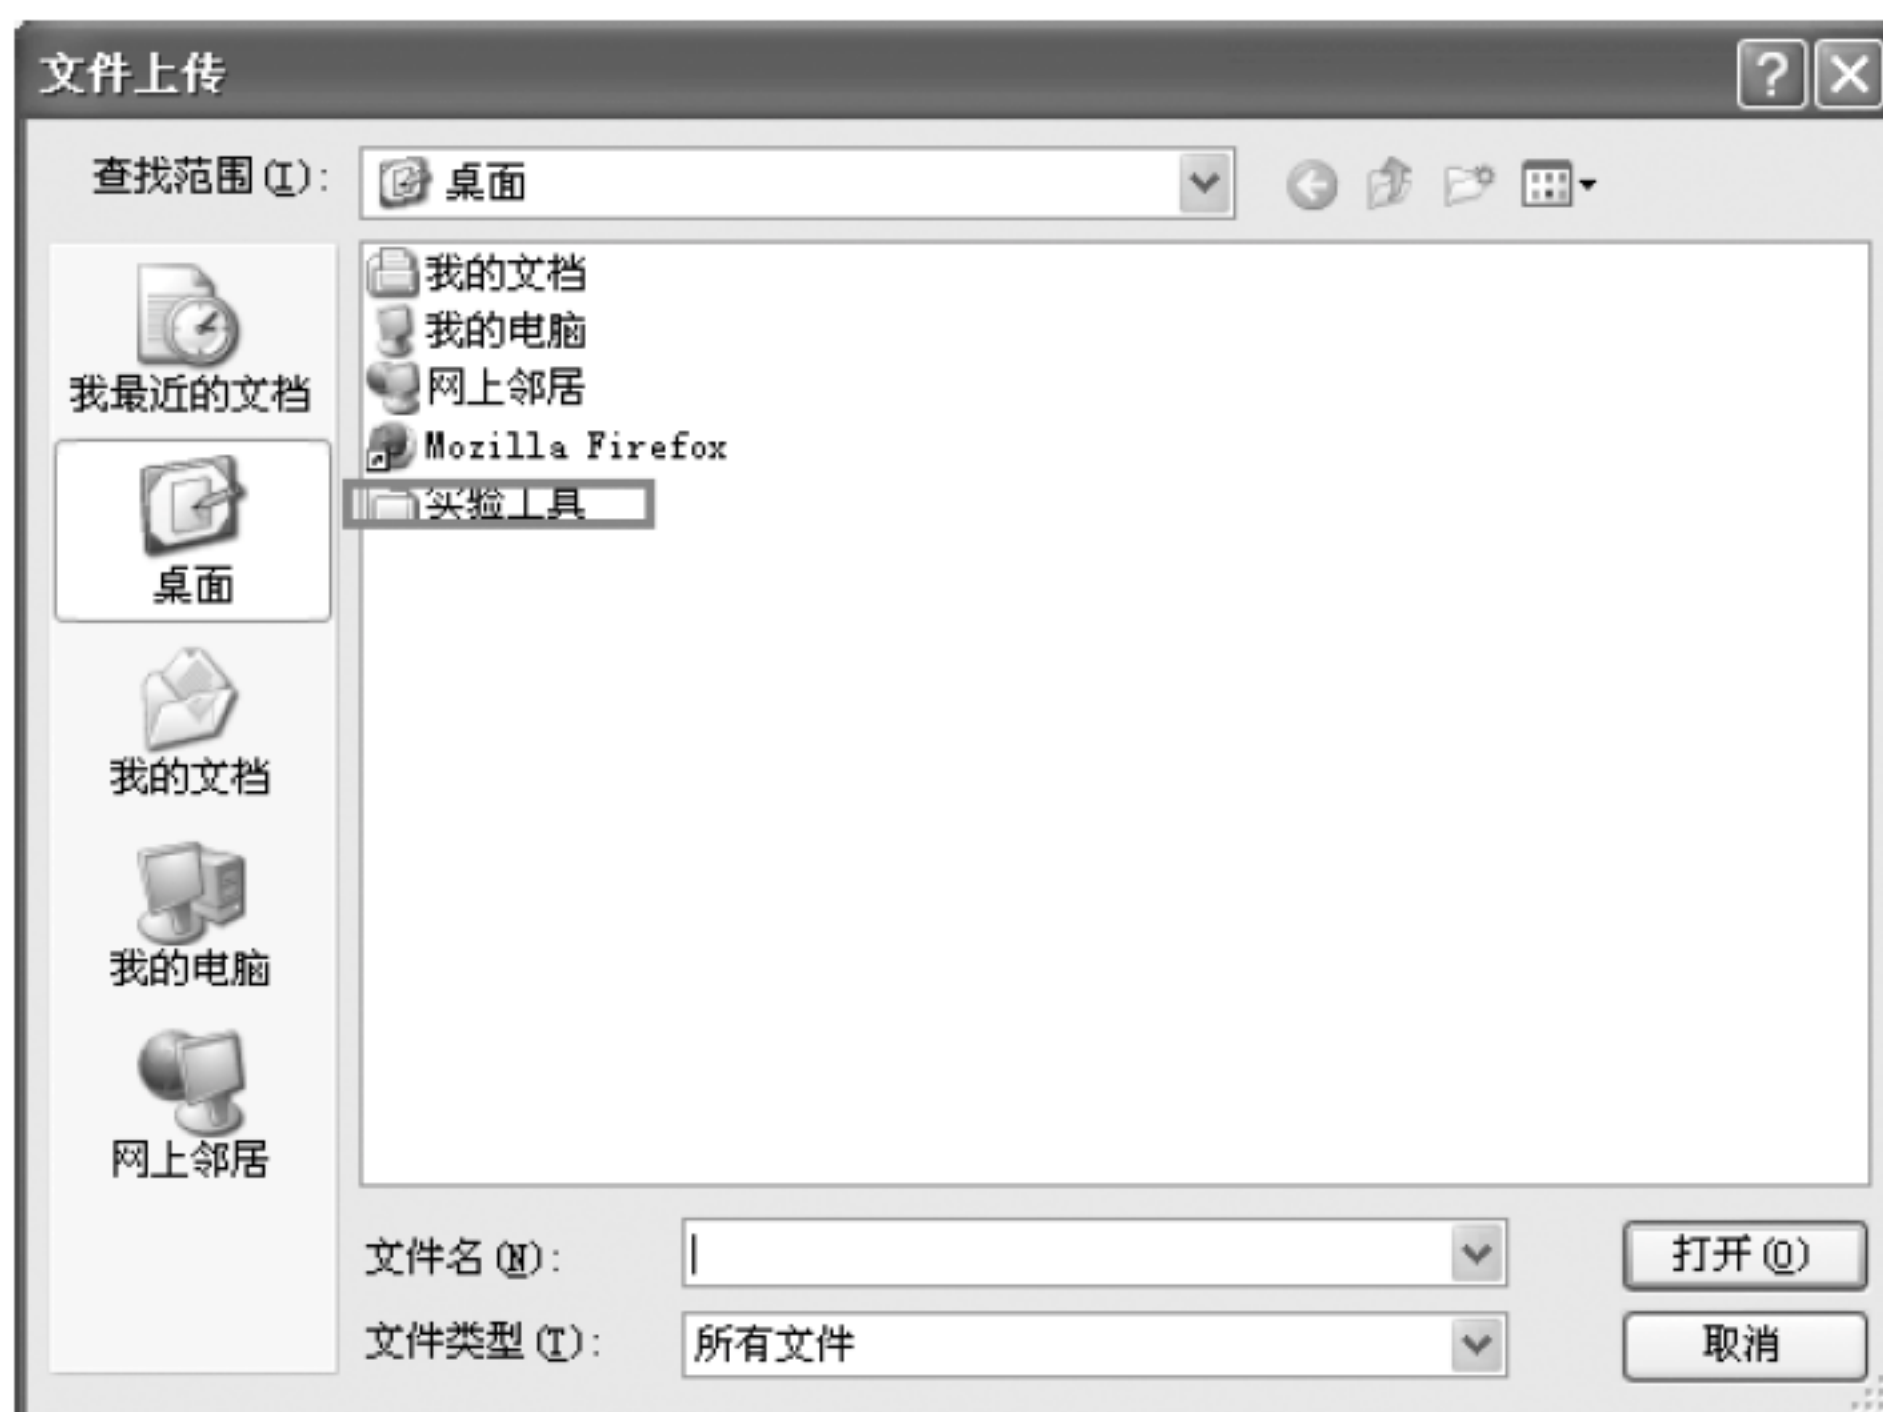 文件上传
查找范围(I): 桌面
我的文档
我的电脑
网上邻居
Mozilla Firefox
实验工具
我最近的文档
桌面
我的文档
我的电脑
网上邻居
文件名(N): 打开(O)
文件类型(T): 所有文件 取消